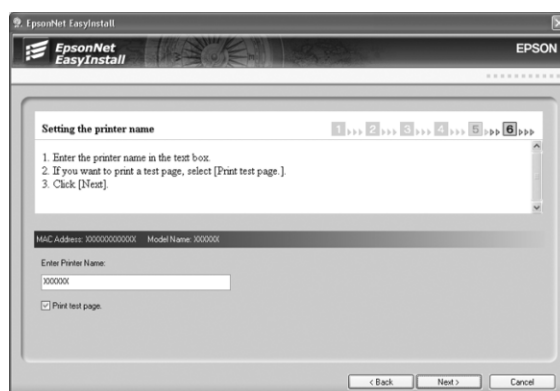 EpsonNet EasyInstall
EpsonNet
EasyInstall
EPSON
Setting the printer name
1 2 3 4 5 6
1. Enter the printer name in the text box.
2. If you want to print a test page, select [Print test page.].
3. Click [Next].
MAC Address: XXXXXXXXXXXX Model Name: XXXXXX
Enter Printer Name:
XXXXXX
Print test page.
< Back
Next >
Cancel